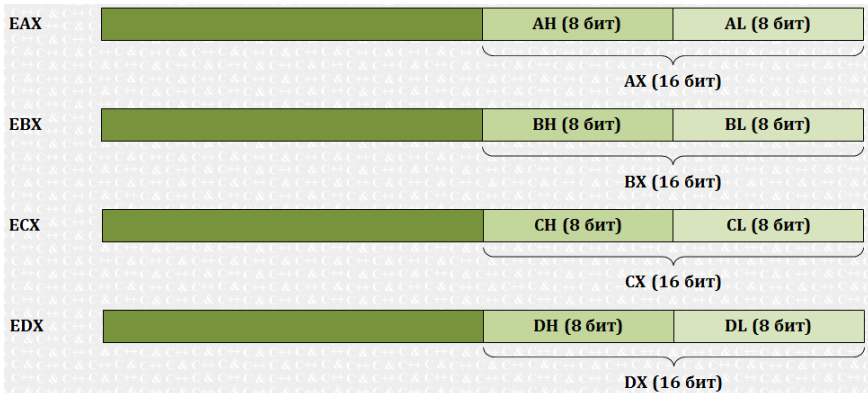 EAX AH (8 бит) AL (8 бит)
AX (16 бит)
EBX BH (8 бит) BL (8 бит)
BX (16 бит)
ECX CH (8 бит) CL (8 бит)
CX (16 бит)
EDX DH (8 бит) DL (8 бит)
DX (16 бит)